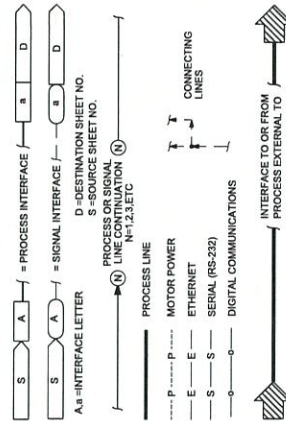 S A = PROCESS INTERFACE a D
S A = SIGNAL INTERFACE a D
A,a =INTERFACE LETTER
D =DESTINATION SHEET NO.
S =SOURCE SHEET NO.
PROCESS OR SIGNAL
LINE CONTINUATION
N=1,2,3,ETC
N
N
PROCESS LINE
P P MOTOR POWER
E E ETHERNET
S S SERIAL (RS-232)
o o DIGITAL COMMUNICATIONS
CONNECTING
LINES
INTERFACE TO OR FROM
PROCESS EXTERNAL TO